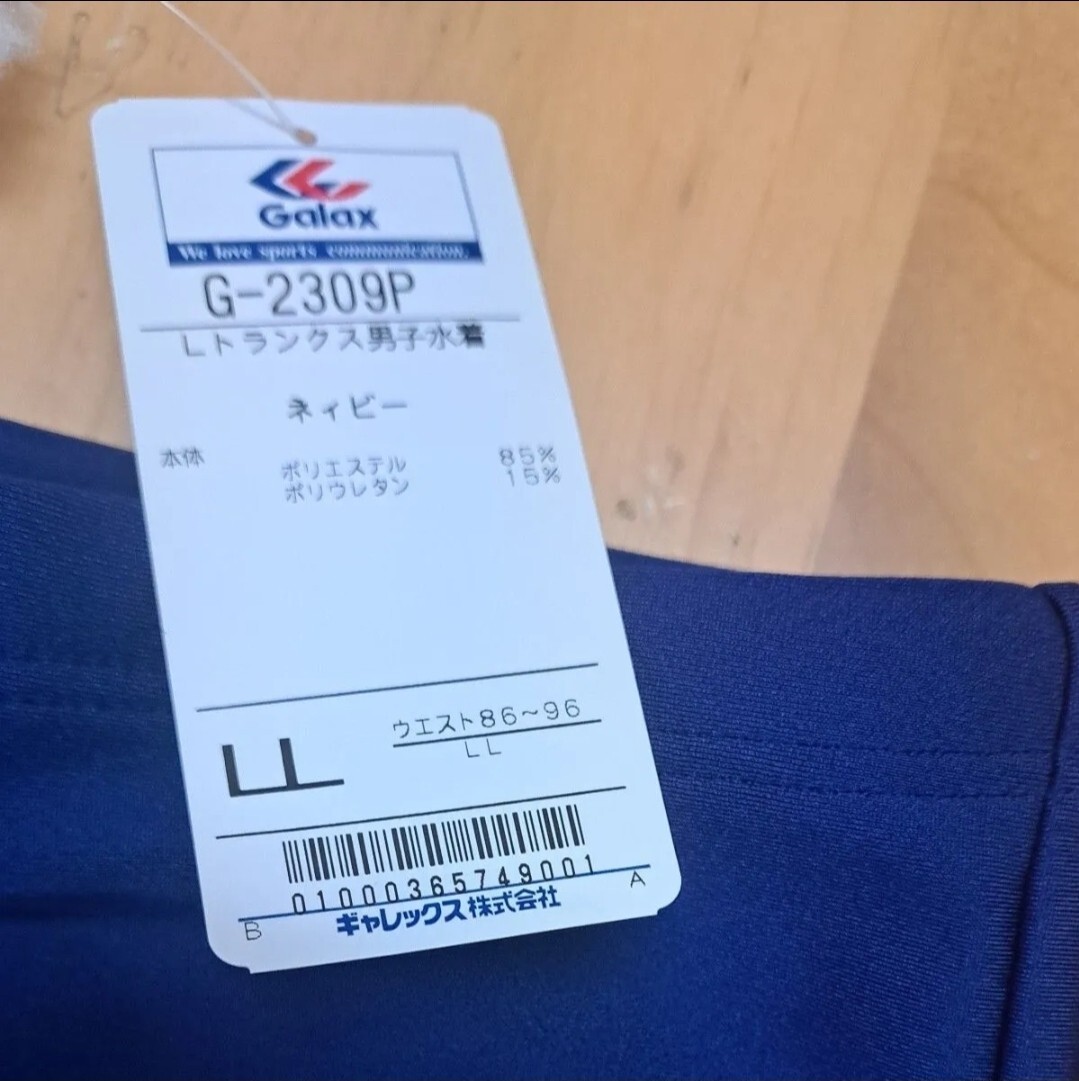 Galax
We love sports communication.
G-2309P
Lトランクス男子水着
ネィビー
本体 ポリエステル 85%
ポリウレタン 15%
LL ウエスト86~96
LL
01000365749001
B A
ギャレックス株式会社